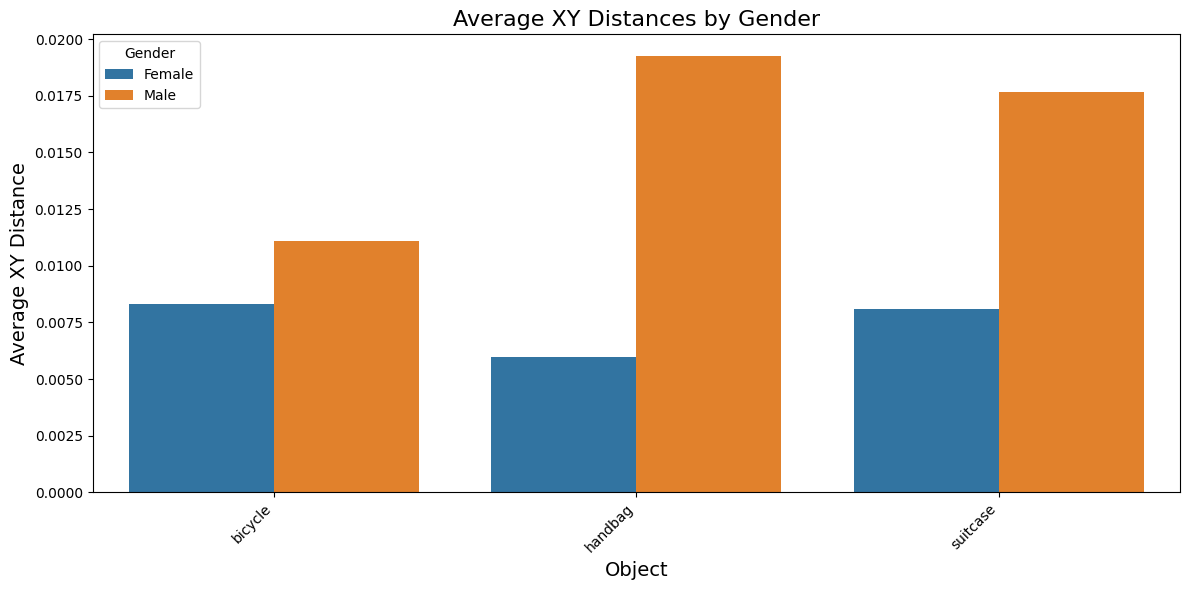 Average XY Distances by Gender
Gender
Female
Male
Average XY Distance
0.0200
0.0175
0.0150
0.0125
0.0100
0.0075
0.0050
0.0025
0.0000
bicycle
handbag
suitcase
Object